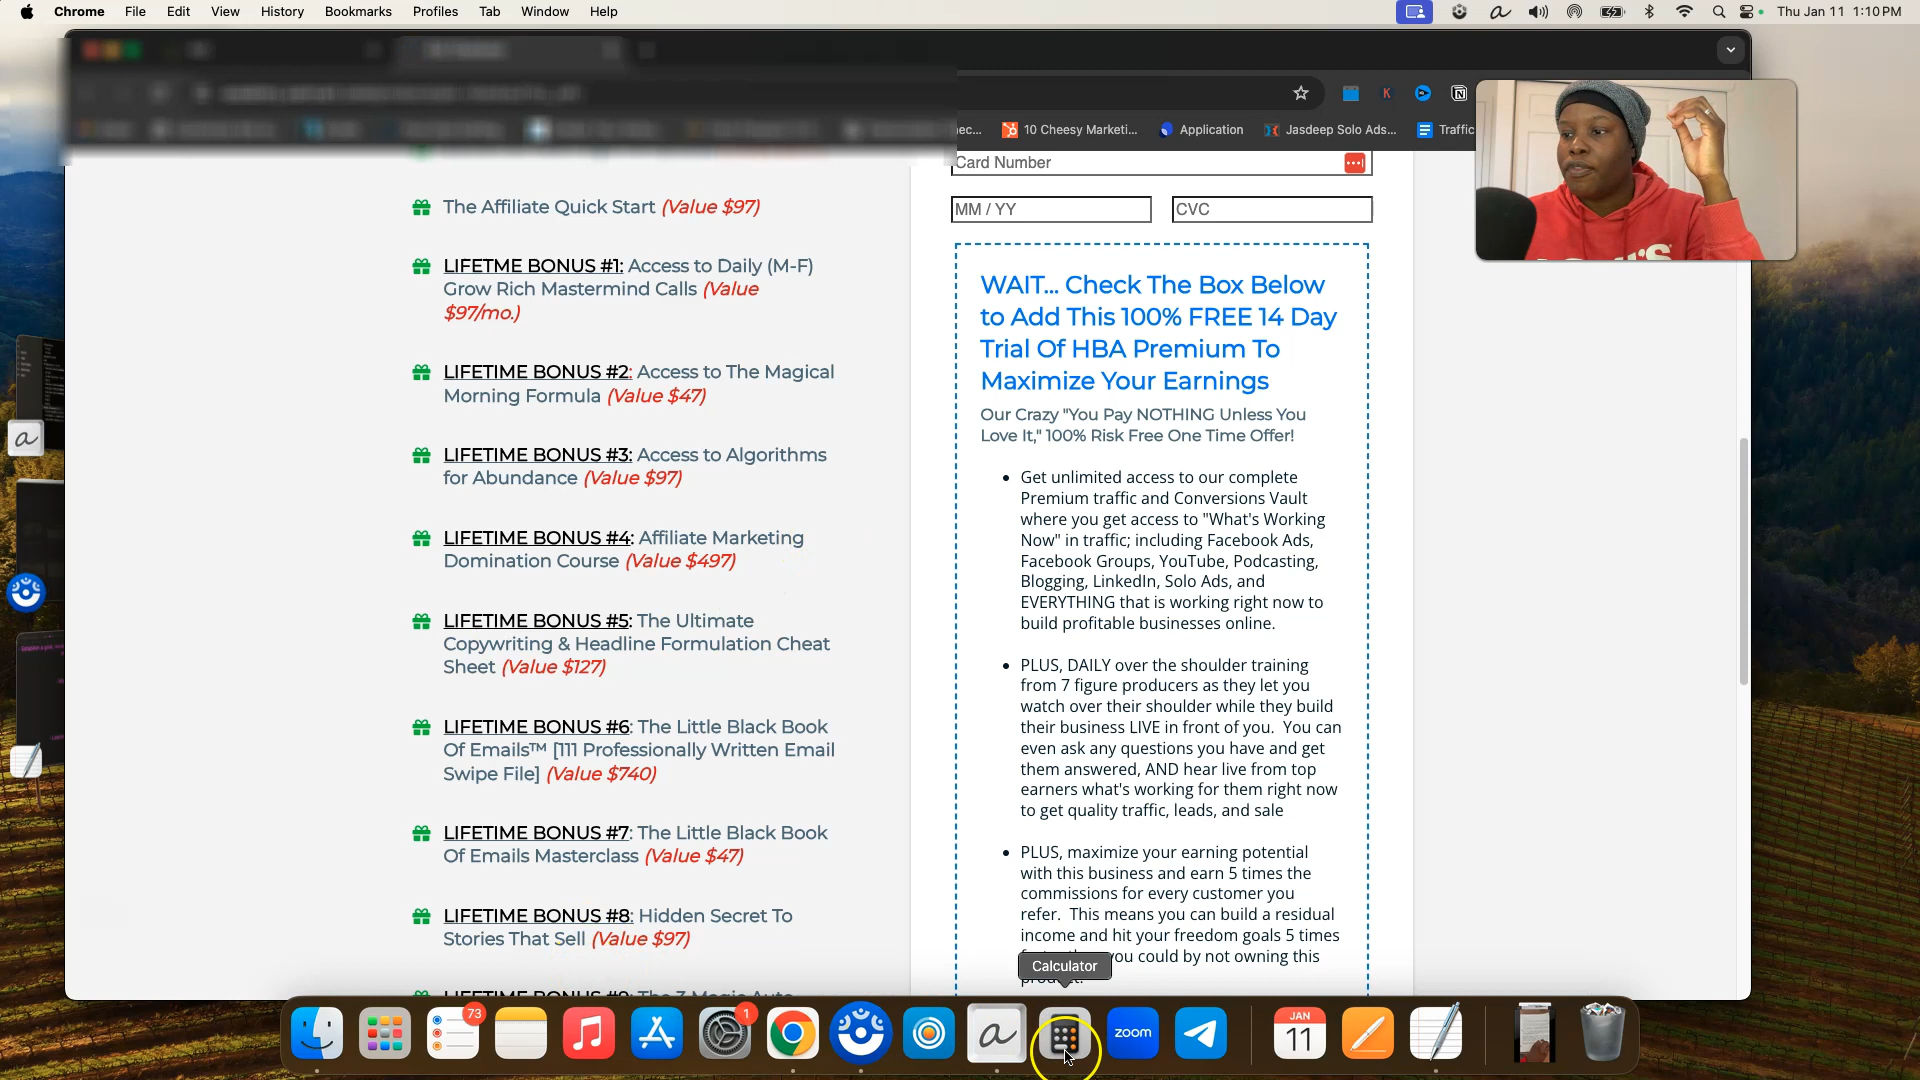 Chrome File Edit View History Bookmarks Profiles Tab Window Help
Thu Jan 11 1:10 PM
10 Cheesy Marketi... Application Jasdeep Solo Ads... Traffic
The Affiliate Quick Start (Value $97)
LIFETME BONUS #1: Access to Daily (M-F)
Grow Rich Mastermind Calls (Value
$97/mo.)
LIFETIME BONUS #2: Access to The Magical
Morning Formula (Value $47)
LIFETIME BONUS #3: Access to Algorithms
for Abundance (Value $97)
LIFETIME BONUS #4: Affiliate Marketing
Domination Course (Value $497)
LIFETIME BONUS #5: The Ultimate
Copywriting & Headline Formulation Cheat
Sheet (Value $127)
LIFETIME BONUS #6: The Little Black Book
Of Emails™ [111 Professionally Written Email
Swipe File] (Value $740)
LIFETIME BONUS #7: The Little Black Book
Of Emails Masterclass (Value $47)
LIFETIME BONUS #8: Hidden Secret To
Stories That Sell (Value $97)
Card Number
MM / YY
CVC
WAIT... Check The Box Below
to Add This 100% FREE 14 Day
Trial Of HBA Premium To
Maximize Your Earnings
Our Crazy "You Pay NOTHING Unless You
Love It," 100% Risk Free One Time Offer!
Get unlimited access to our complete
Premium traffic and Conversions Vault
where you get access to "What's Working
Now" in traffic; including Facebook Ads,
Facebook Groups, YouTube, Podcasting,
Blogging, LinkedIn, Solo Ads, and
EVERYTHING that is working right now to
build profitable businesses online.
PLUS, DAILY over the shoulder training
from 7 figure producers as they let you
watch over their shoulder while they build
their business LIVE in front of you. You can
even ask any questions you have and get
them answered, AND hear live from top
earners what's working for them right now
to get quality traffic, leads, and sale
PLUS, maximize your earning potential
with this business and earn 5 times the
commissions for every customer you
refer. This means you can build a residual
income and hit your freedom goals 5 times
you could by not owning this
Calculator
73
1
zoom
JAN
11